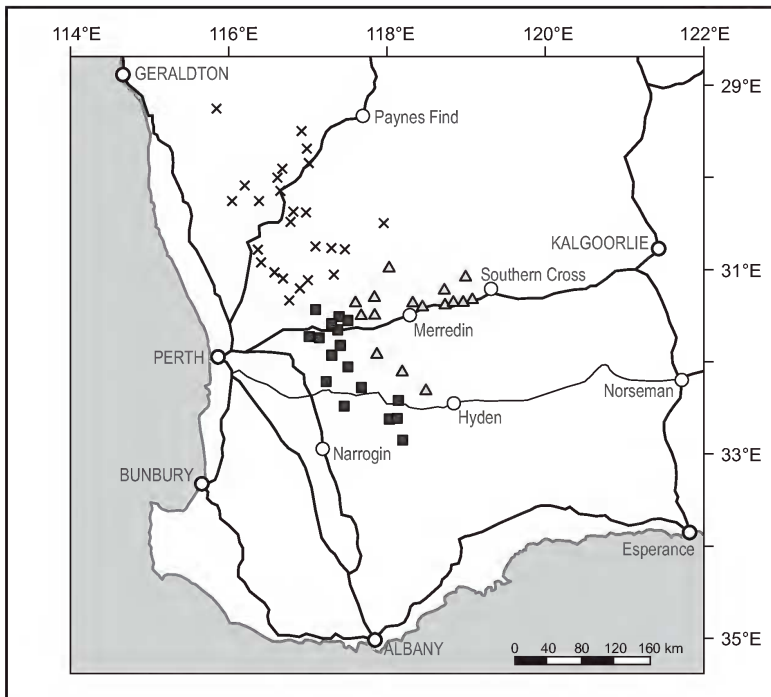 114°E 116°E 118°E 120°E 122°E
GERALDTON
29°E
Paynes Find
KALGOORLIE
31°E
Southern Cross
Merredin
PERTH
Norseman
Hyden
33°E
Narrogin
BUNBURY
Esperance
35°E
ALBANY
0 40 80 120 160 km